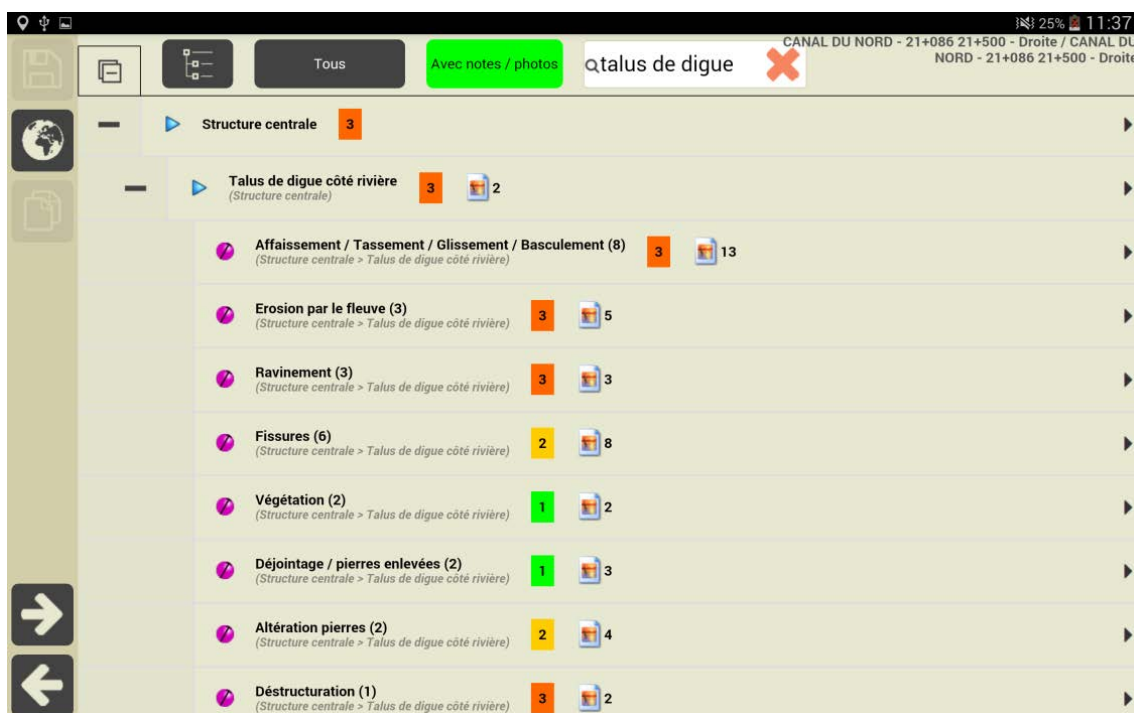 25% 11:37
Tous
Avec notes / photos
talus de digue
CANAL DU NORD - 21+086 21+500 - Droite / CANAL DU
NORD - 21+086 21+500 - Droite
Structure centrale 3
Talus de digue côté rivière 3 2
(Structure centrale)
Affaissement / Tassement / Glissement / Basculement (8) 3 13
(Structure centrale > Talus de digue côté rivière)
Erosion par le fleuve (3) 3 5
(Structure centrale > Talus de digue côté rivière)
Ravinement (3) 3 3
(Structure centrale > Talus de digue côté rivière)
Fissures (6) 2 8
(Structure centrale > Talus de digue côté rivière)
Végétation (2) 1 2
(Structure centrale > Talus de digue côté rivière)
Déjointage / pierres enlevées (2) 1 3
(Structure centrale > Talus de digue côté rivière)
Altération pierres (2) 2 4
(Structure centrale > Talus de digue côté rivière)
Déstructuration (1) 3 2
(Structure centrale > Talus de digue côté rivière)